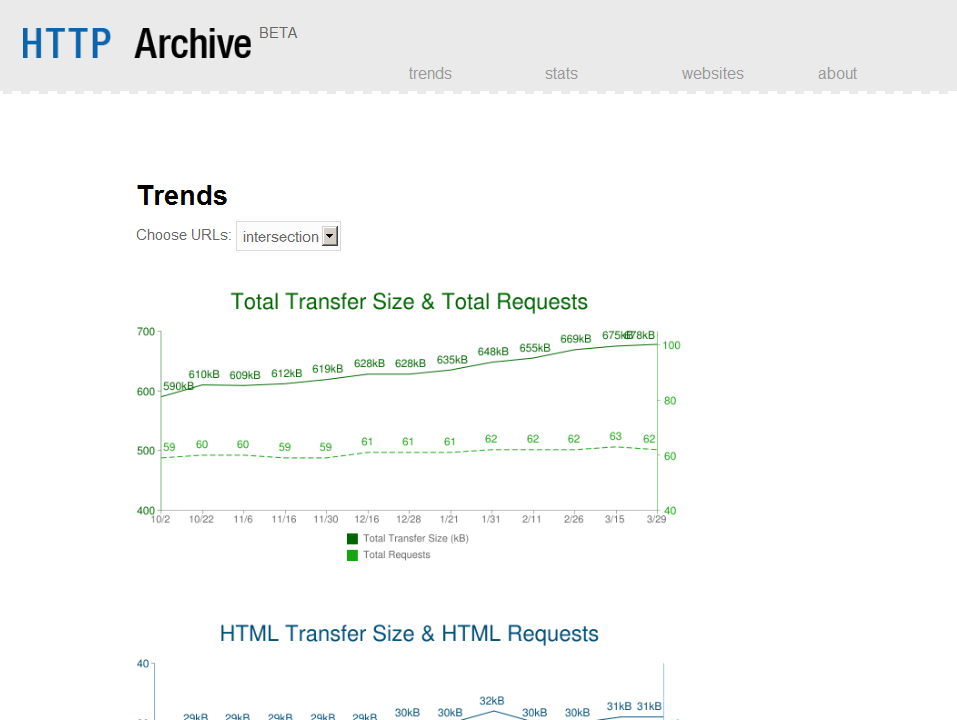 HTTP Archive BETA
trends stats websites about
Trends
Choose URLs: intersection
Total Transfer Size & Total Requests
700
675kB 678kB
669kB
655kB
648kB
635kB
628kB 628kB
619kB
612kB
610kB 609kB
590kB
100
600
80
500
59 60 60 59 59 61 61 61 62 62 62 63 62
60
400
40
10/2 10/22 11/6 11/16 11/30 12/16 12/28 1/21 1/31 2/11 2/26 3/15 3/29
Total Transfer Size (kB)
Total Requests
HTML Transfer Size & HTML Requests
40
32kB
29kB 29kB 29kB 29kB 29kB 30kB 30kB 30kB 30kB 31kB 31kB